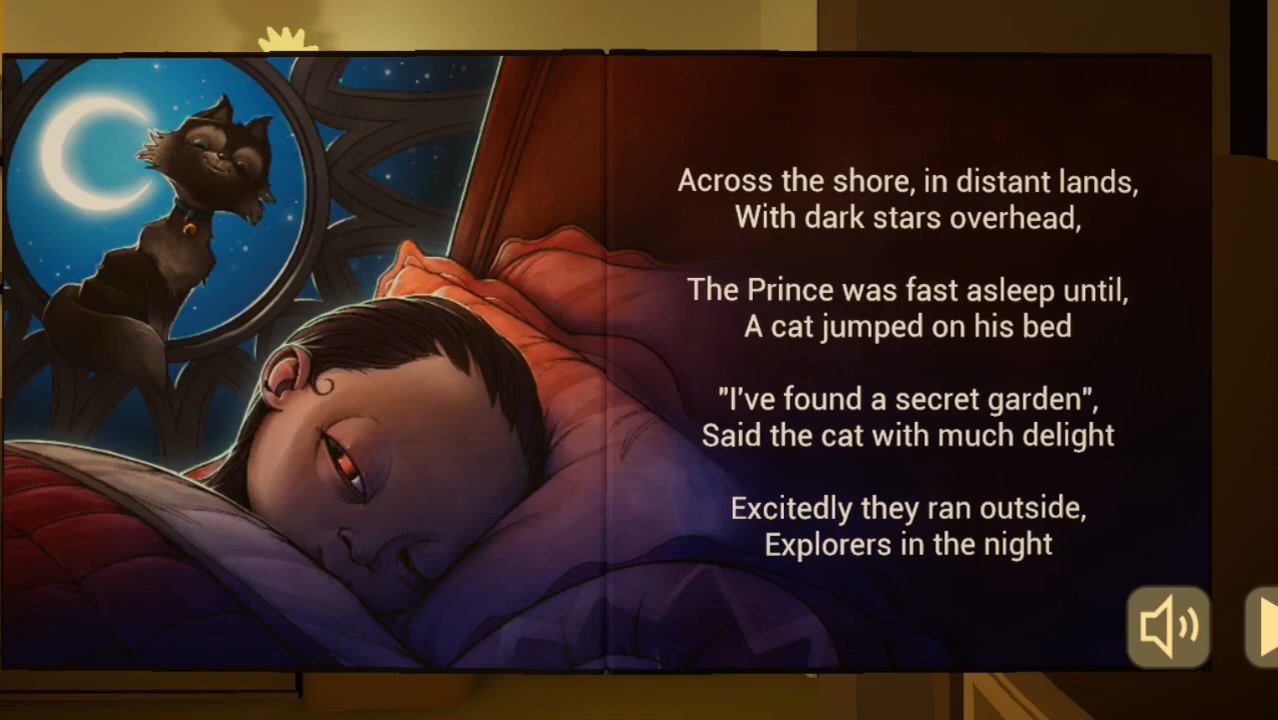 Across the shore, in distant lands,
With dark stars overhead,
The Prince was fast asleep until,
A cat jumped on his bed
"I've found a secret garden",
Said the cat with much delight
Excitedly they ran outside,
Explorers in the night